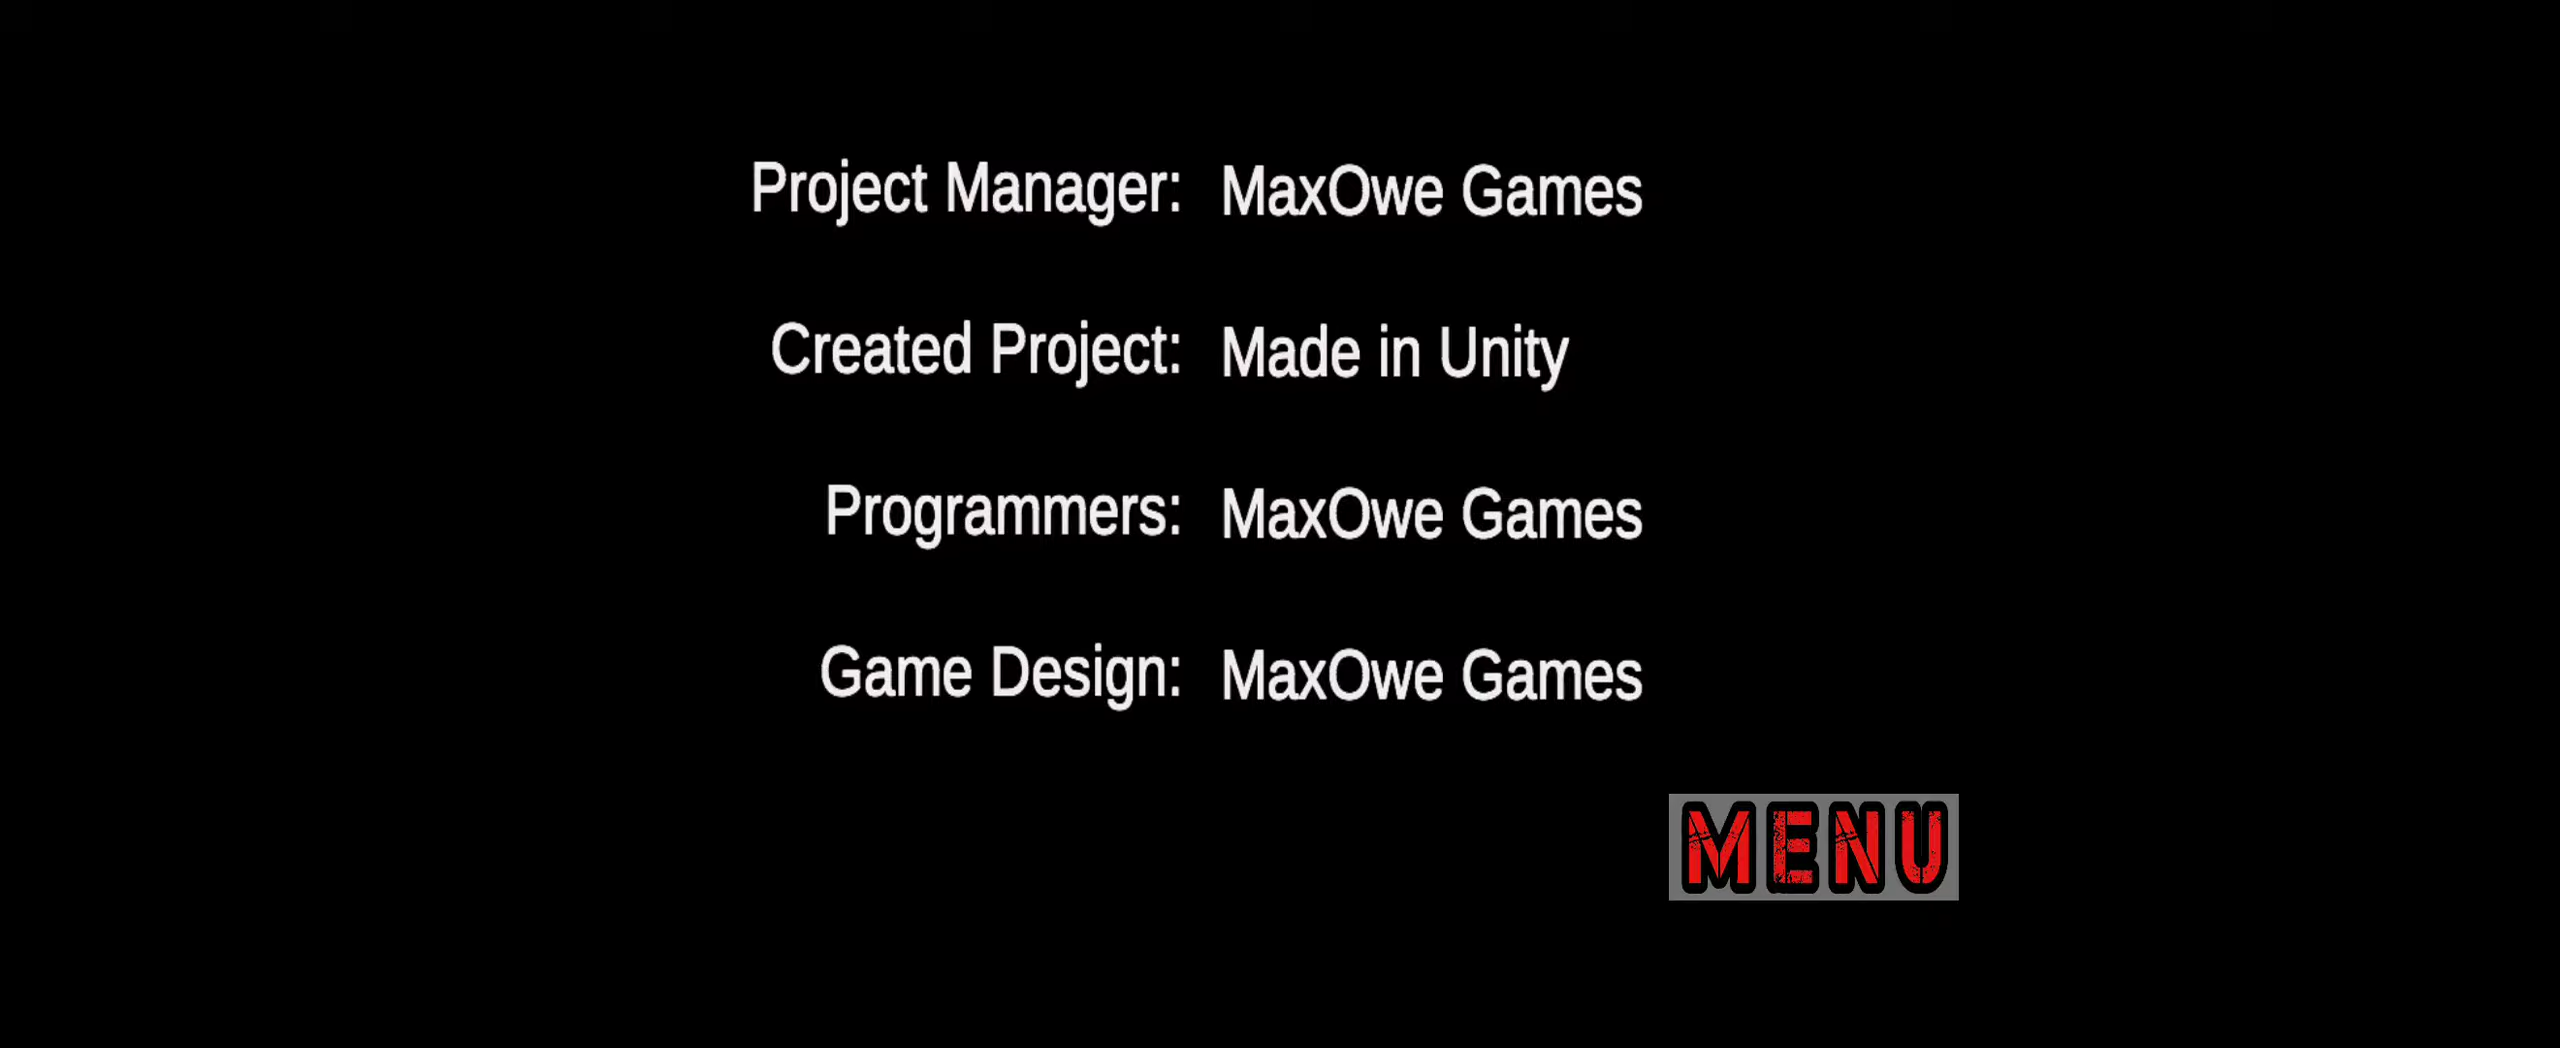 Project Manager: MaxOwe Games
Created Project: Made in Unity
Programmers: MaxOwe Games
Game Design: MaxOwe Games
MENU